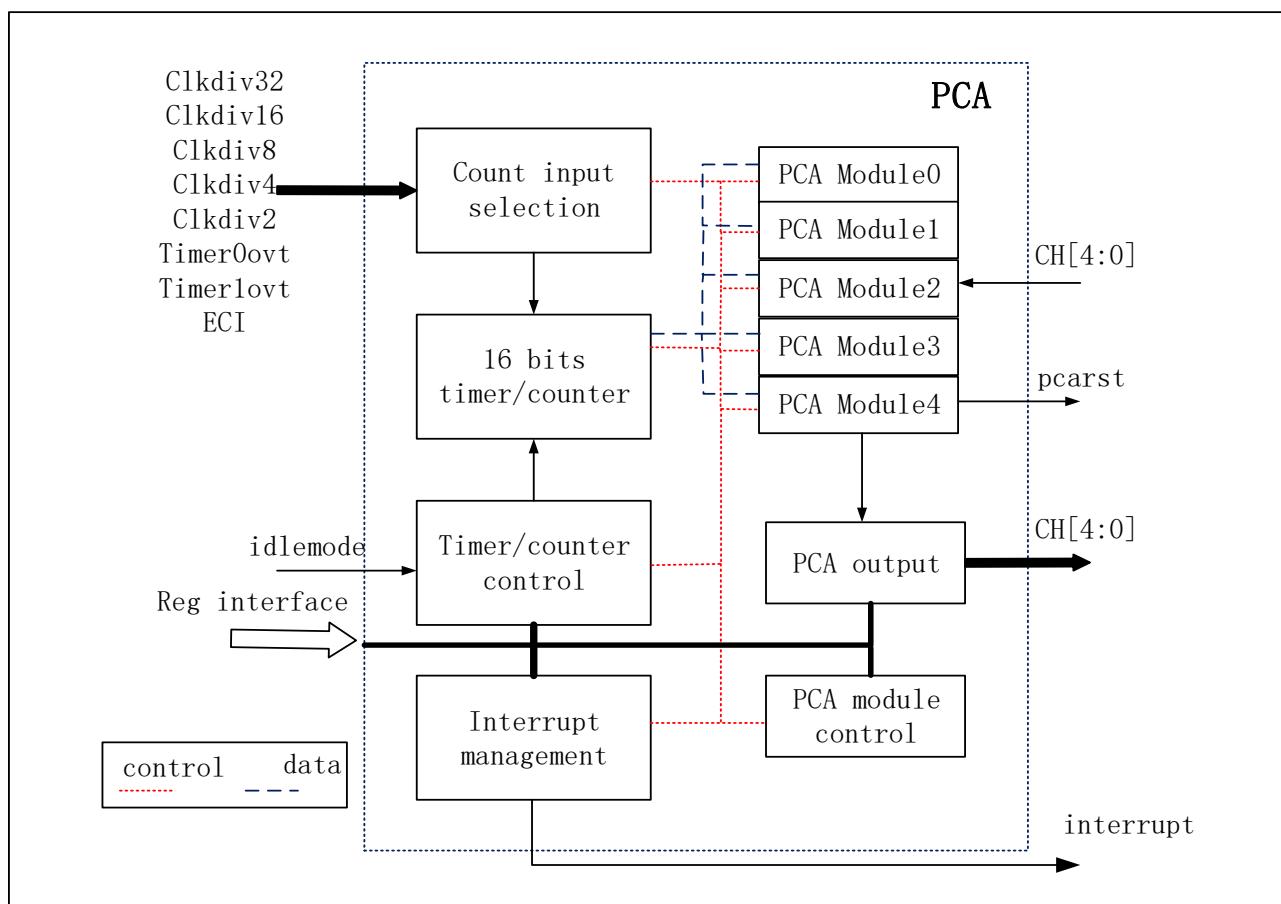 Clkdiv32
Clkdiv16
Clkdiv8
Clkdiv4
Clkdiv2
Timer0ovt
Timer1ovt
ECI
PCA
Count input
selection
16 bits
timer/counter
idlemode
Timer/counter
control
Reg interface
Interrupt
management
control
data
PCA Module0
PCA Module1
PCA Module2
PCA Module3
PCA Module4
CH[4:0]
pcarst
PCA output
CH[4:0]
PCA module
control
interrupt